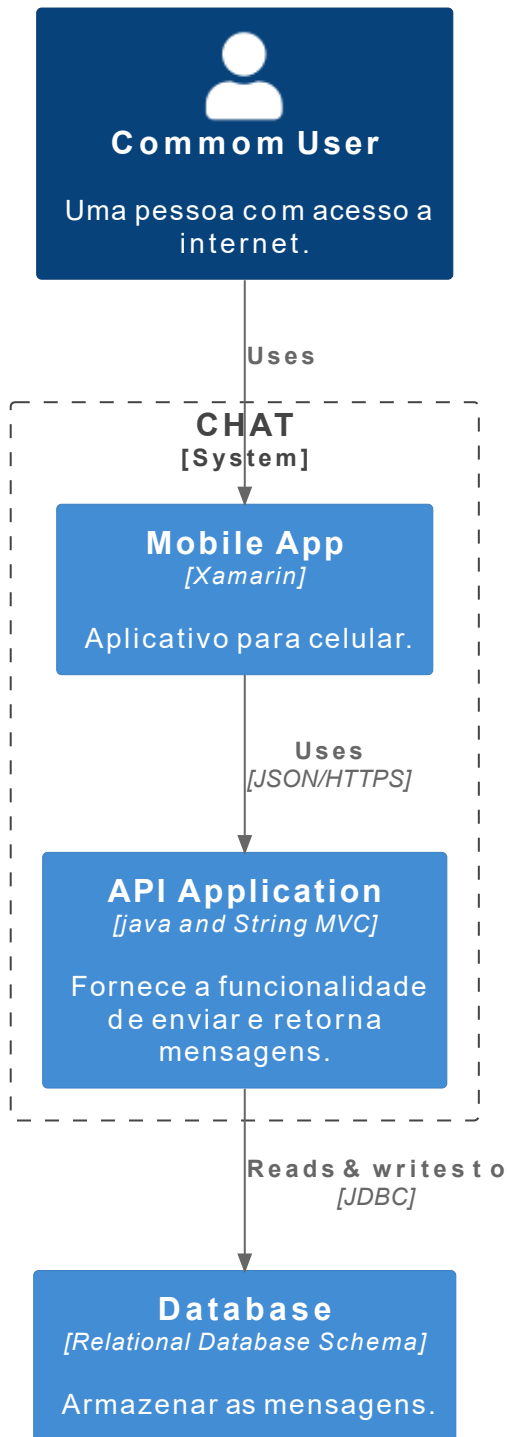 Commom User
Uma pessoa com acesso a
internet.
Uses
CHAT
[System]
Mobile App
[Xamarin]
Aplicativo para celular.
Uses
[JSON/HTTPS]
API Application
[java and String MVC]
Fornece a funcionalidade
de enviar e retorna
mensagens.
Reads & writes to
[JDBC]
Database
[Relational Database Schema]
Armazenar as mensagens.